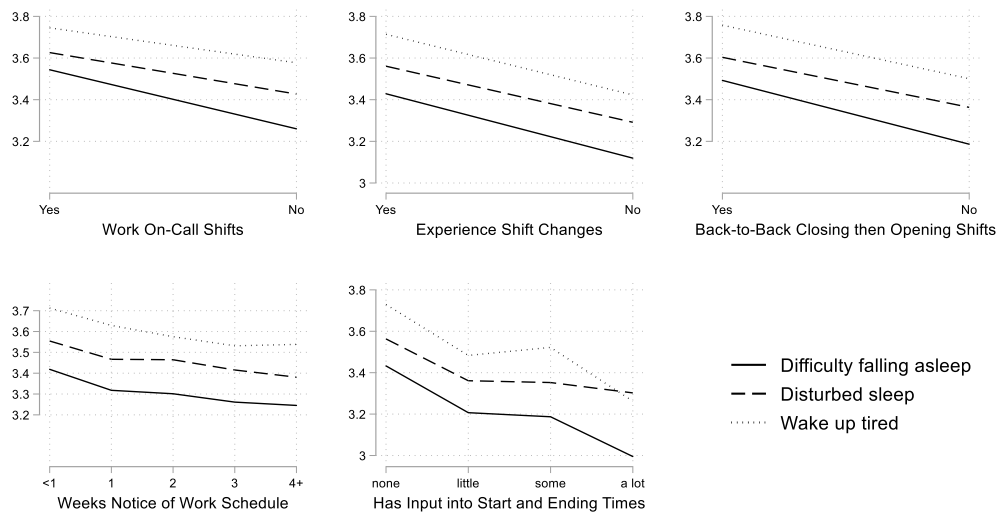 3.8
3.6
3.4
3.2
Yes
No
Work On-Call Shifts
3.8
3.6
3.4
3.2
3
Yes
No
Experience Shift Changes
3.8
3.6
3.4
3.2
Yes
No
Back-to-Back Closing then Opening Shifts
3.7
3.6
3.5
3.4
3.3
3.2
<1
1
2
3
4+
Weeks Notice of Work Schedule
3.8
3.6
3.4
3.2
3
none
little
some
a lot
Has Input into Start and Ending Times
Difficulty falling asleep
Disturbed sleep
Wake up tired